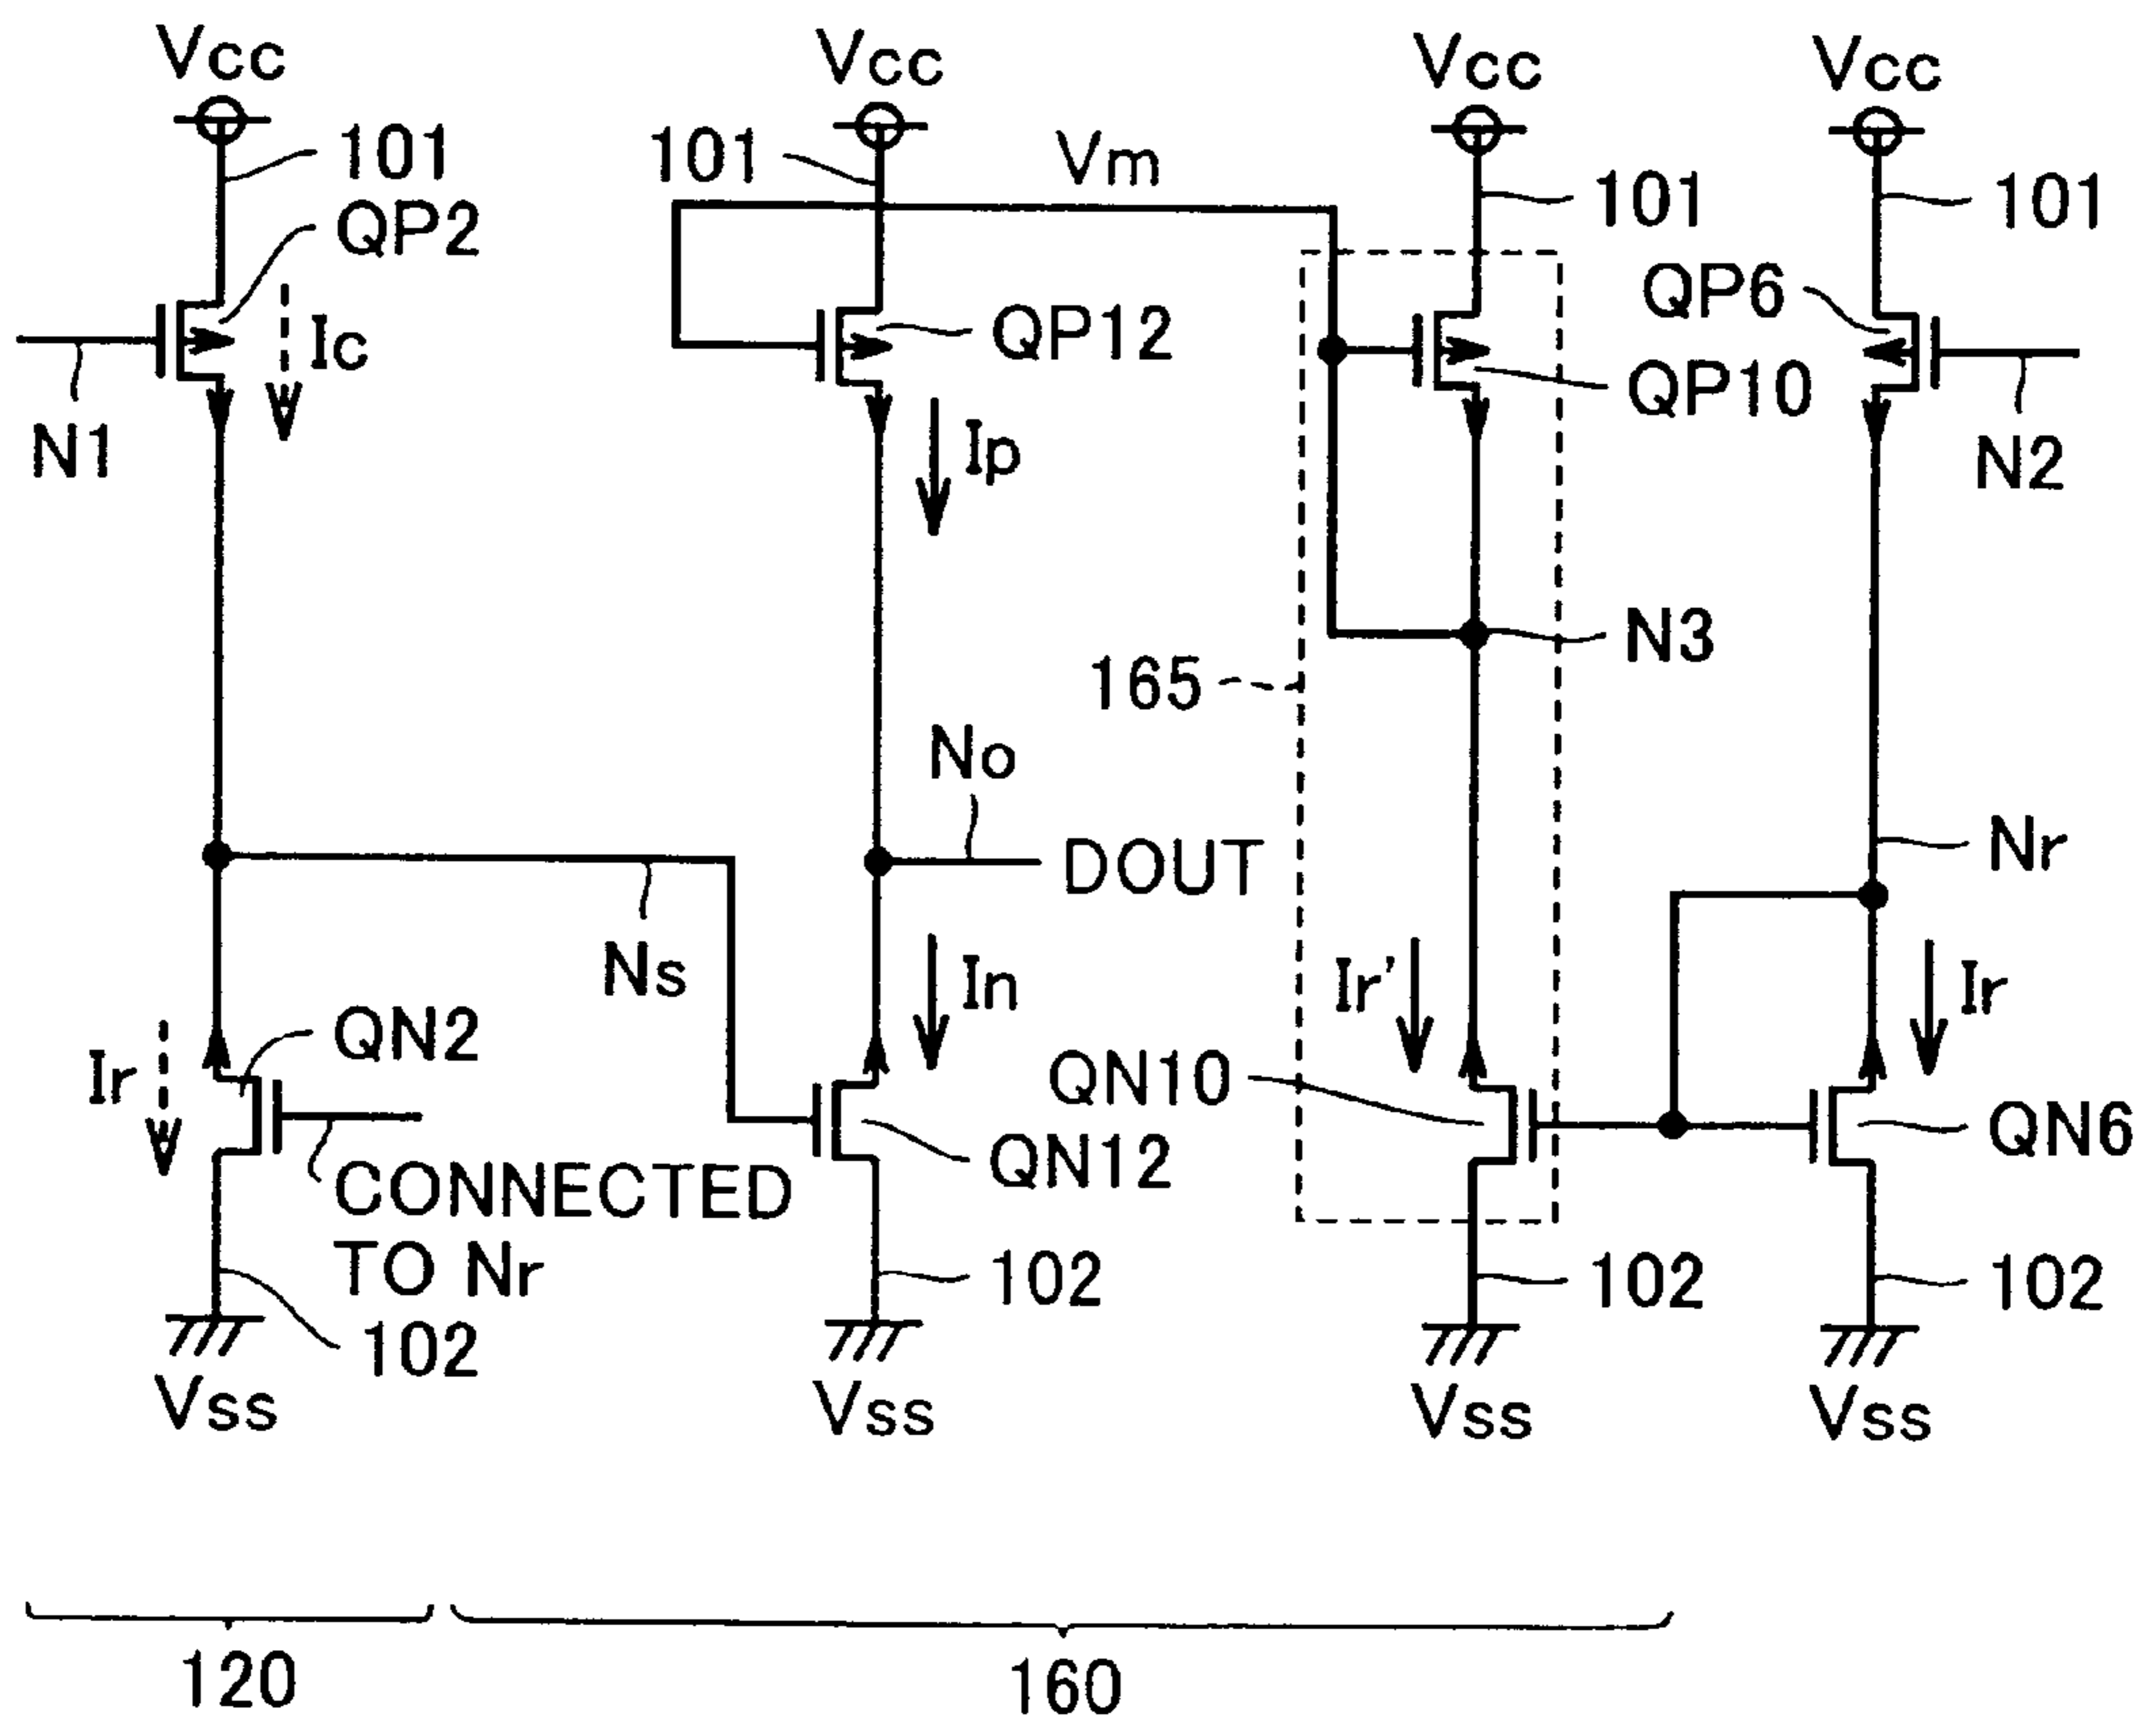 Vcc
Vcc
Vcc
Vcc
101
101
Vm
101
101
QP2
QP6
Ic
QP12
QP10
N1
Ip
N2
N3
165
No
Nr
DOUT
Ns
In
Ir'
Ir
QN2
Ir
QN10
QN12
QN6
CONNECTED
TO Nr
102
102
102
102
Vss
Vss
Vss
Vss
120
160